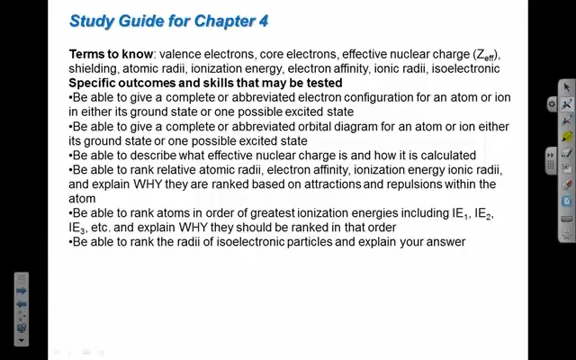 Study Guide for Chapter 4
Terms to know: valence electrons, core electrons, effective nuclear charge (Zeff),
shielding, atomic radii, ionization energy, electron affinity, ionic radii, isoelectronic
Specific outcomes and skills that may be tested
•Be able to give a complete or abbreviated electron configuration for an atom or ion
in either its ground state or one possible excited state
•Be able to give a complete or abbreviated orbital diagram for an atom or ion either
its ground state or one possible excited state
•Be able to describe what effective nuclear charge is and how it is calculated
•Be able to rank relative atomic radii, electron affinity, ionization energy ionic radii,
and explain WHY they are ranked based on attractions and repulsions within the
atom
•Be able to rank atoms in order of greatest ionization energies including IE1, IE2,
IE3, etc. and explain WHY they should be ranked in that order
•Be able to rank the radii of isoelectronic particles and explain your answer